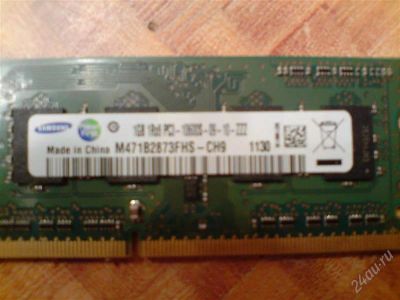 SAMSUNG
1GB 1Rx8 PC3 - 10600S - 09 - 10 - ZZZ
Made in China M471B2873FHS - CH9 1130
24au.ru